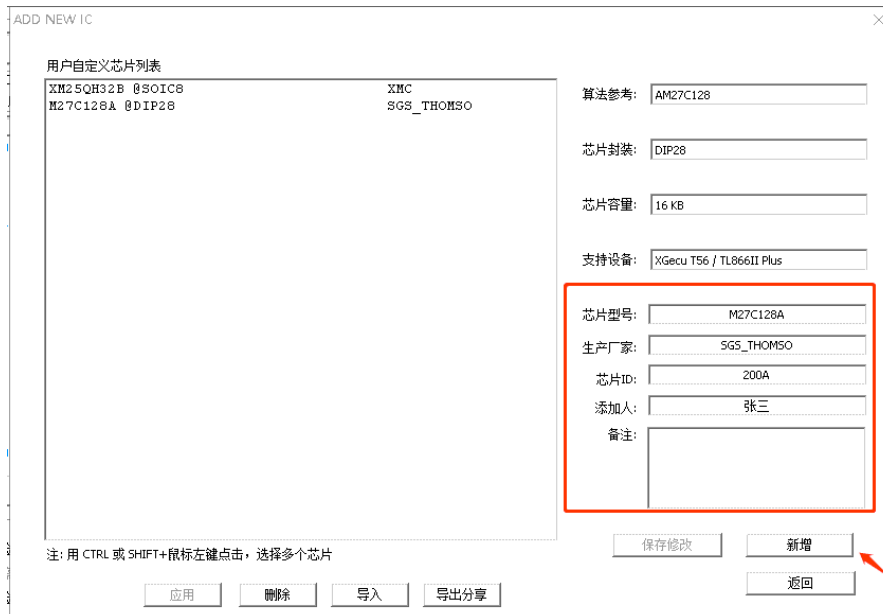 ADD NEW IC
用户自定义芯片列表
XM25QH32B @SOIC8 XMC
M27C128A @DIP28 SGS_THOMSO
算法参考: AM27C128
芯片封装: DIP28
芯片容量: 16 KB
支持设备: XGecu T56 / TL866II Plus
芯片型号: M27C128A
生产厂家: SGS_THOMSO
芯片ID: 200A
添加人: 张三
备注:
保存修改 新增
注: 用 CTRL 或 SHIFT+鼠标左键点击，选择多个芯片
应用 删除 导入 导出分享 返回